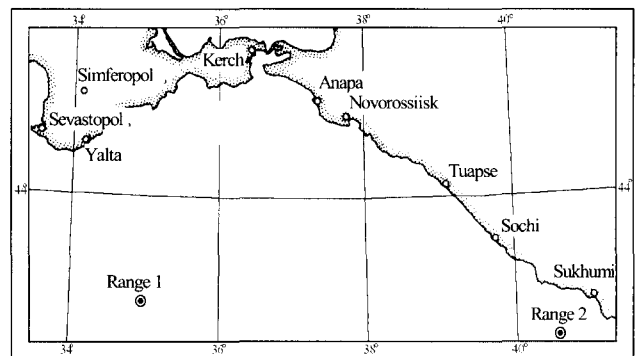 34°
36°
38°
40°
Kerch
Simferopol
Anapa
Novorossiisk
Sevastopol
Yalta
Tuapse
44°
Sochi
Sukhumi
Range 1
Range 2
34°
36°
38°
40°